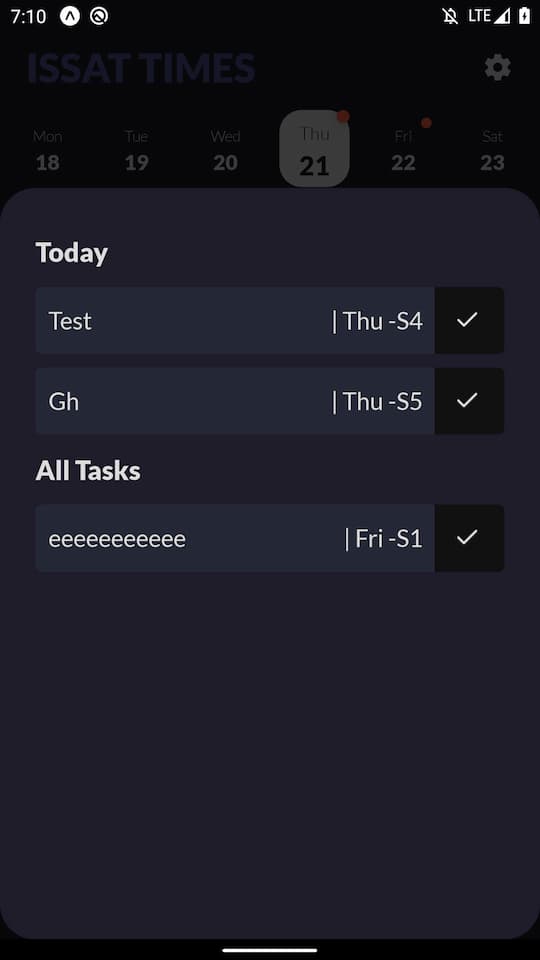 7:10 LTE
ISSAT TIMES
Mon Tue Wed Thu Fri Sat
18 19 20 21 22 23
Today
Test | Thu -S4
Gh | Thu -S5
All Tasks
eeeeeeeeeee | Fri -S1